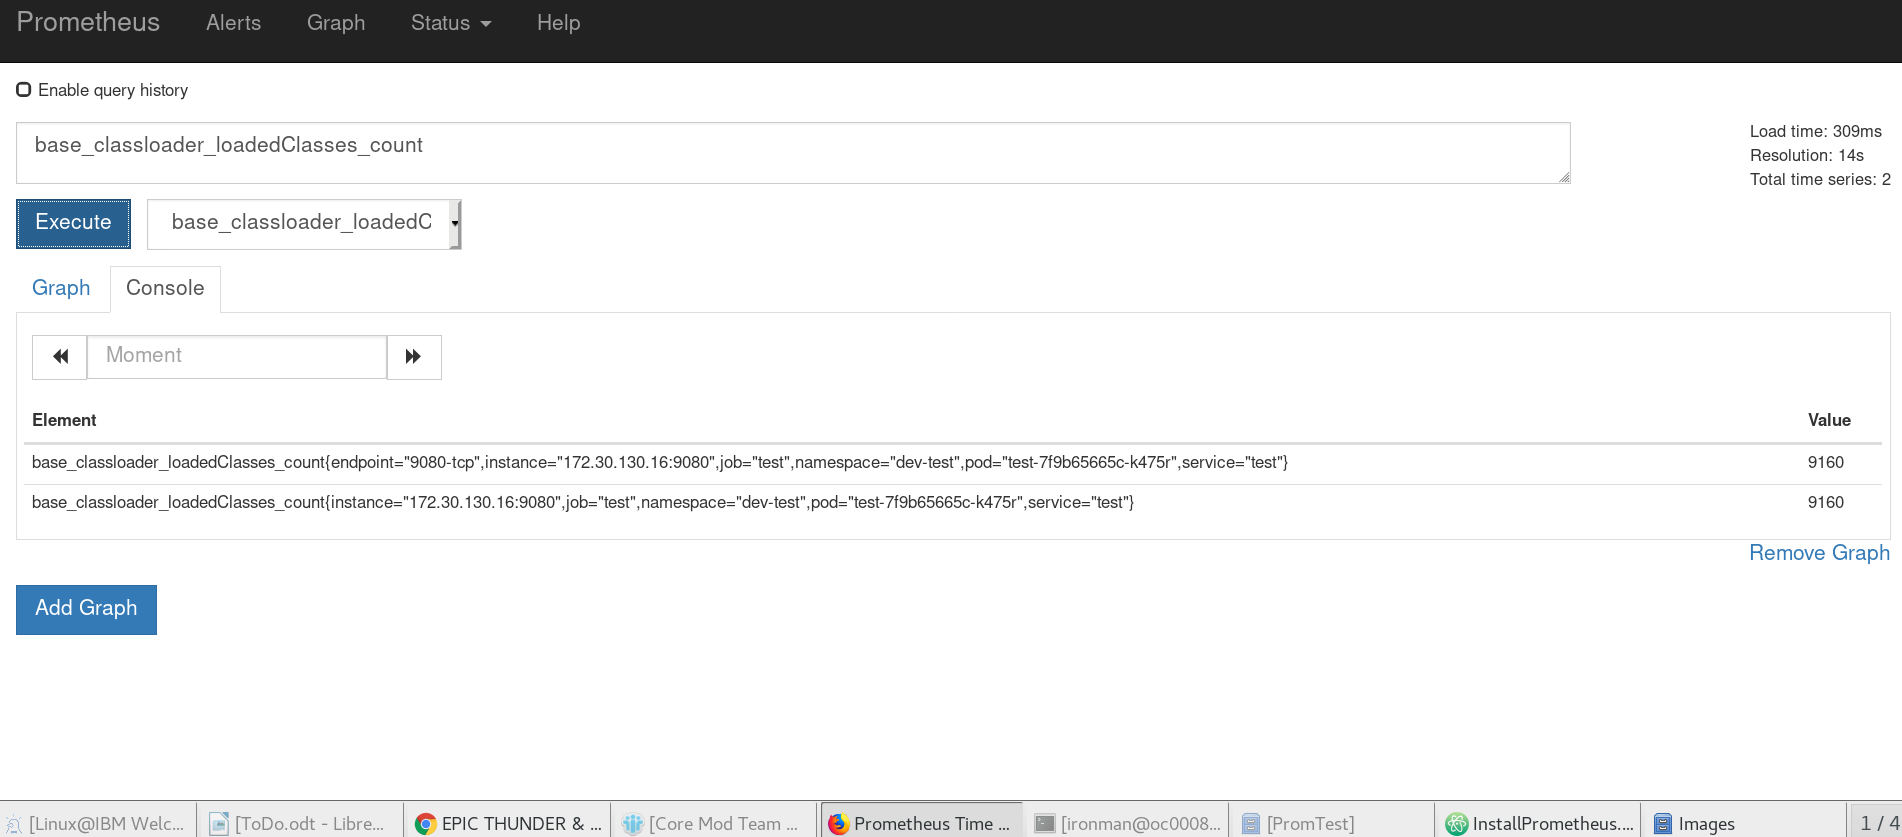 Prometheus Alerts Graph Status Help
Enable query history
base_classloader_loadedClasses_count
Load time: 309ms
Resolution: 14s
Total time series: 2
Execute base_classloader_loadedC
Graph Console
Moment
Element Value
base_classloader_loadedClasses_count{endpoint="9080-tcp",instance="172.30.130.16:9080",job="test",namespace="dev-test",pod="test-7f9b65665c-k475r",service="test"} 9160
base_classloader_loadedClasses_count{instance="172.30.130.16:9080",job="test",namespace="dev-test",pod="test-7f9b65665c-k475r",service="test"} 9160
Remove Graph
Add Graph
[Linux@IBM Welc... [ToDo.odt - Libre... EPIC THUNDER & ... [Core Mod Team ... Prometheus Time ... [ironman@oc0008... [PromTest] InstallPrometheus.... Images 1 / 4